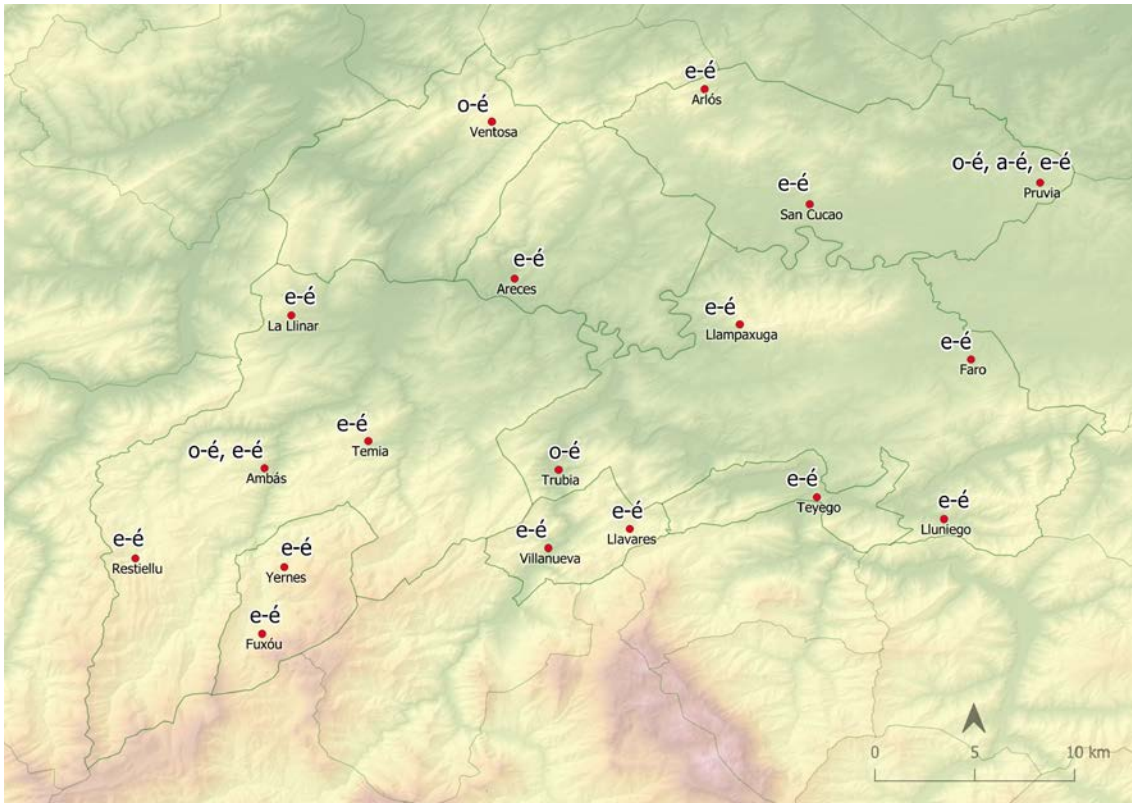 e-é
Arlós
o-é
Ventosa
o-é, a-é, e-é
Pruvia
e-é
San Cucao
e-é
Areces
e-é
La Llinar
e-é
Llampaxuga
e-é
Faro
e-é
Temia
o-é, e-é
Ambás
o-é
Trubia
e-é
Teyego
e-é
Lluniego
e-é
Llavares
e-é
Villanueva
e-é
Restiellu
e-é
Yernes
e-é
Fuxóu
0 5 10 km